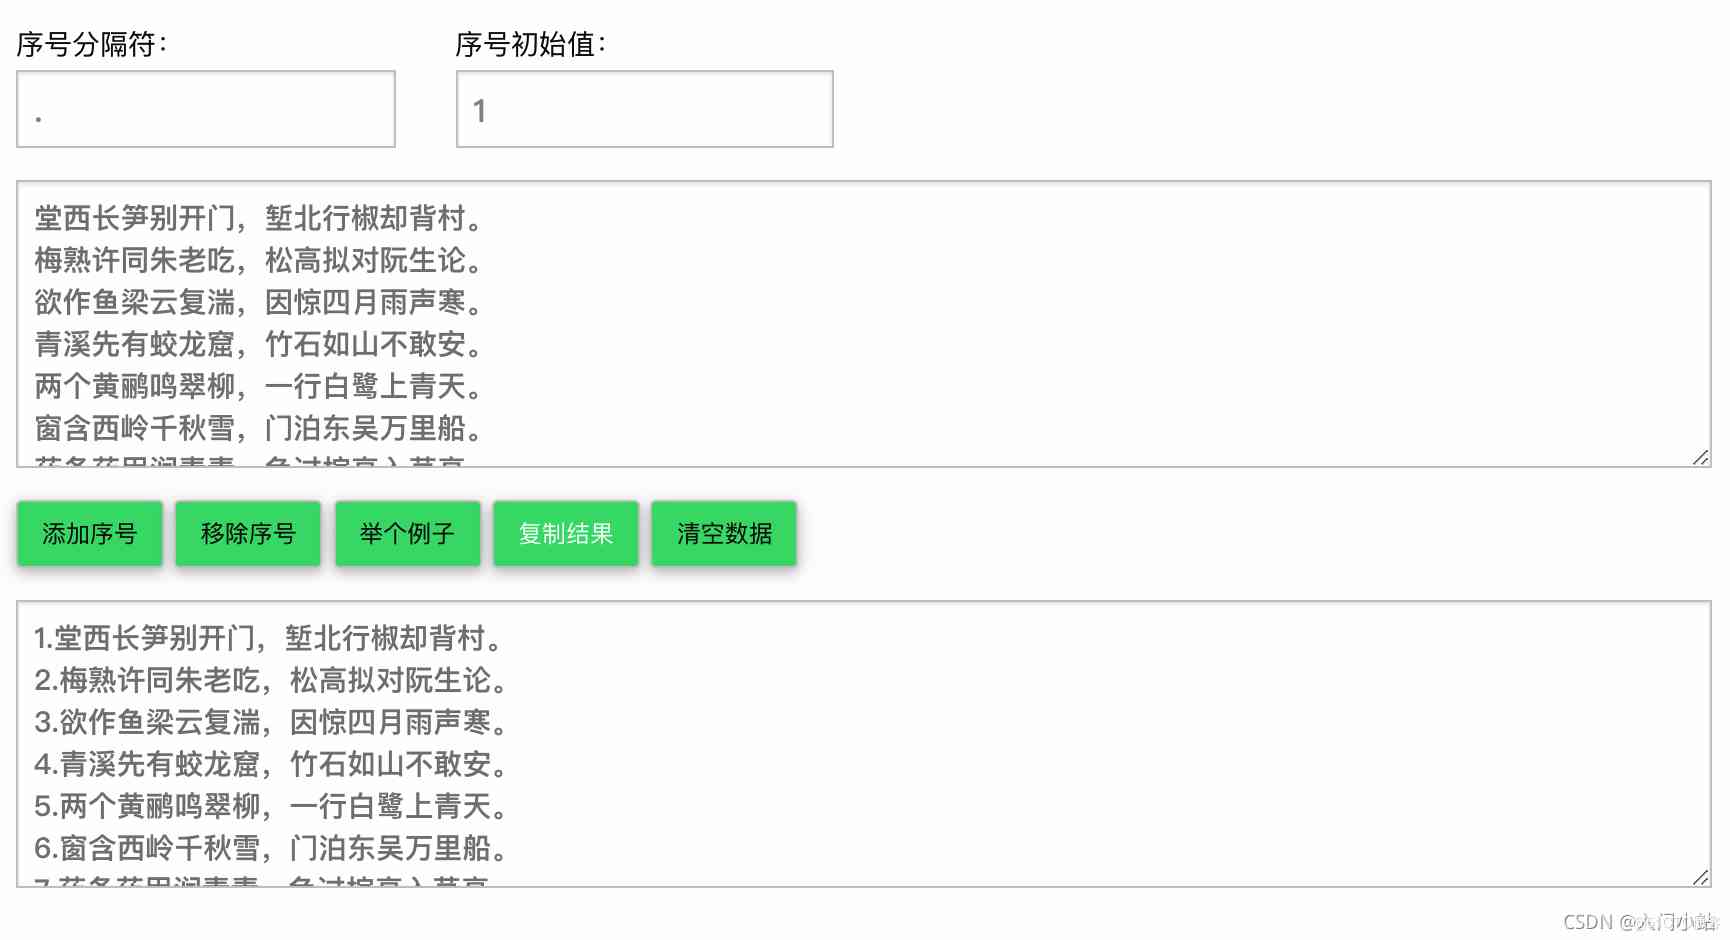 序号分隔符： 序号初始值：
. 1
堂西长笋别开门，堑北行椒却背村。
梅熟许同朱老吃，松高拟对阮生论。
欲作鱼梁云复湍，因惊四月雨声寒。
青溪先有蛟龙窟，竹石如山不敢安。
两个黄鹂鸣翠柳，一行白鹭上青天。
窗含西岭千秋雪，门泊东吴万里船。
添加序号 移除序号 举个例子 复制结果 清空数据
1.堂西长笋别开门，堑北行椒却背村。
2.梅熟许同朱老吃，松高拟对阮生论。
3.欲作鱼梁云复湍，因惊四月雨声寒。
4.青溪先有蛟龙窟，竹石如山不敢安。
5.两个黄鹂鸣翠柳，一行白鹭上青天。
6.窗含西岭千秋雪，门泊东吴万里船。
CSDN @入门小站